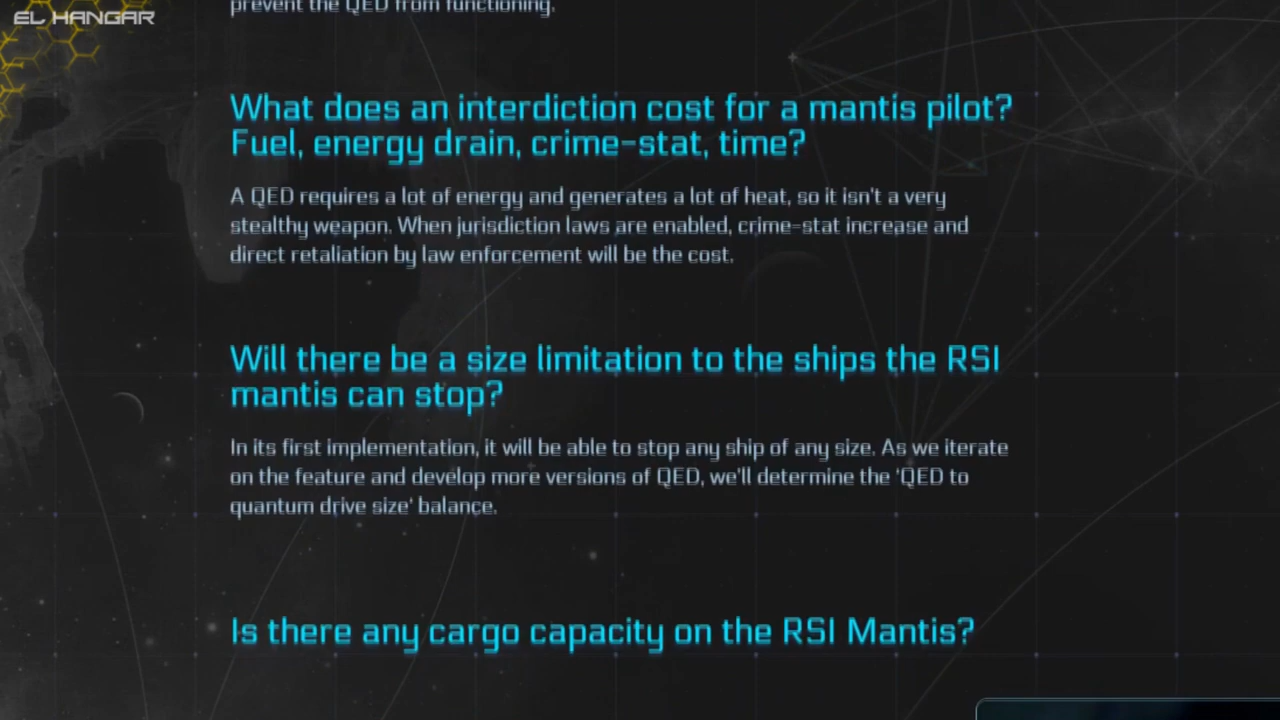 EL HANGAR
prevent the QED from functioning.
What does an interdiction cost for a mantis pilot?
Fuel, energy drain, crime-stat, time?
A QED requires a lot of energy and generates a lot of heat, so it isn't a very
stealthy weapon. When jurisdiction laws are enabled, crime-stat increase and
direct retaliation by law enforcement will be the cost.
Will there be a size limitation to the ships the RSI
mantis can stop?
In its first implementation, it will be able to stop any ship of any size. As we iterate
on the feature and develop more versions of QED, we'll determine the 'QED to
quantum drive size' balance.
Is there any cargo capacity on the RSI Mantis?